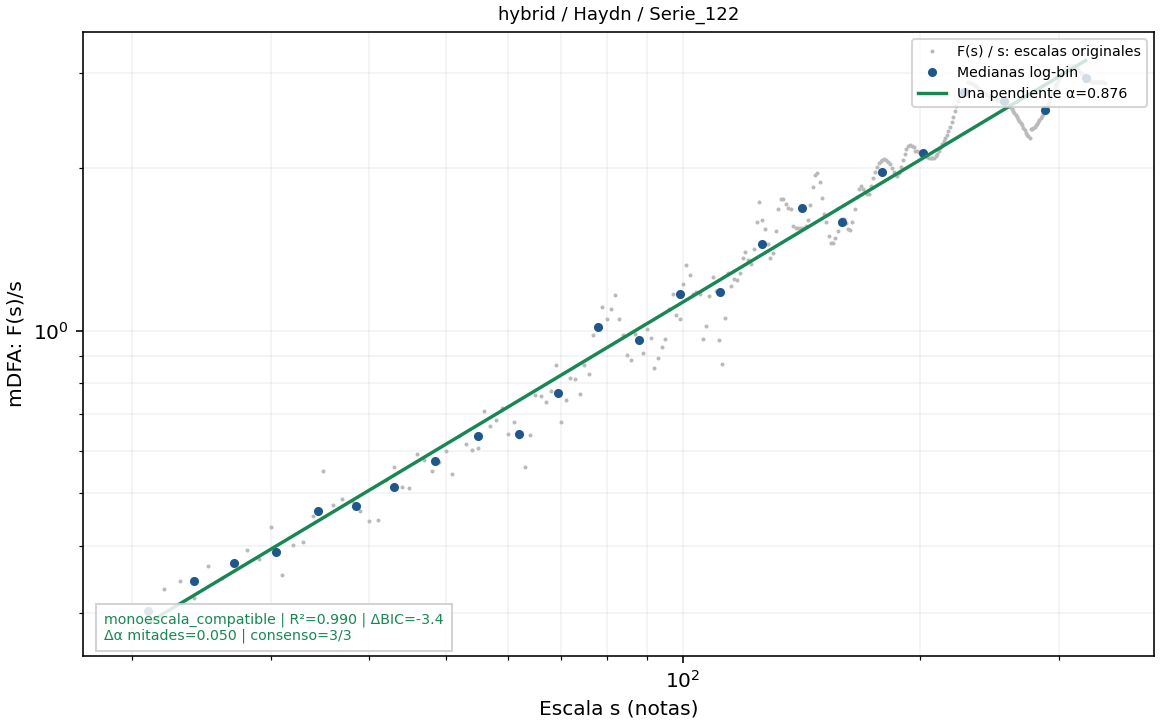 hybrid / Haydn / Serie_122
F(s) / s: escalas originales
Medianas log-bin
Una pendiente α=0.876
mDFA: F(s)/s
10⁰
monoescala_compatible | R²=0.990 | ΔBIC=-3.4
Δα mitades=0.050 | consenso=3/3
10²
Escala s (notas)